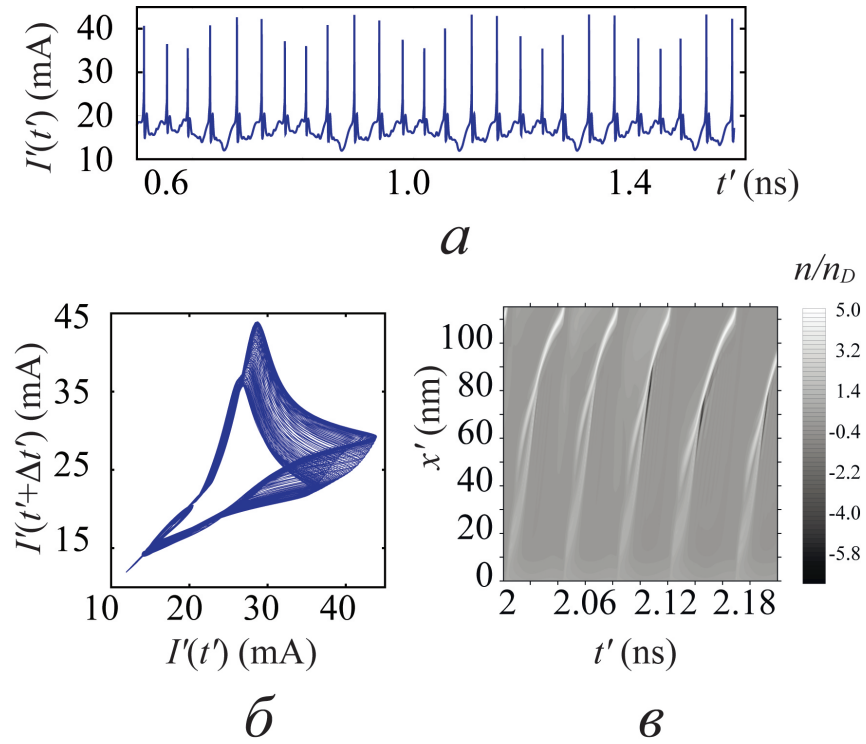 I'(t') (mA)
40
30
20
10
0.6 1.0 1.4 t' (ns)
а
I'(t'+Δt') (mA)
45
35
25
15
10 20 30 40
I'(t') (mA)
б
x' (nm)
100
80
60
40
20
0
2 2.06 2.12 2.18
t' (ns)
в
n/n_D
5.0
3.2
1.4
-0.4
-2.2
-4.0
-5.8